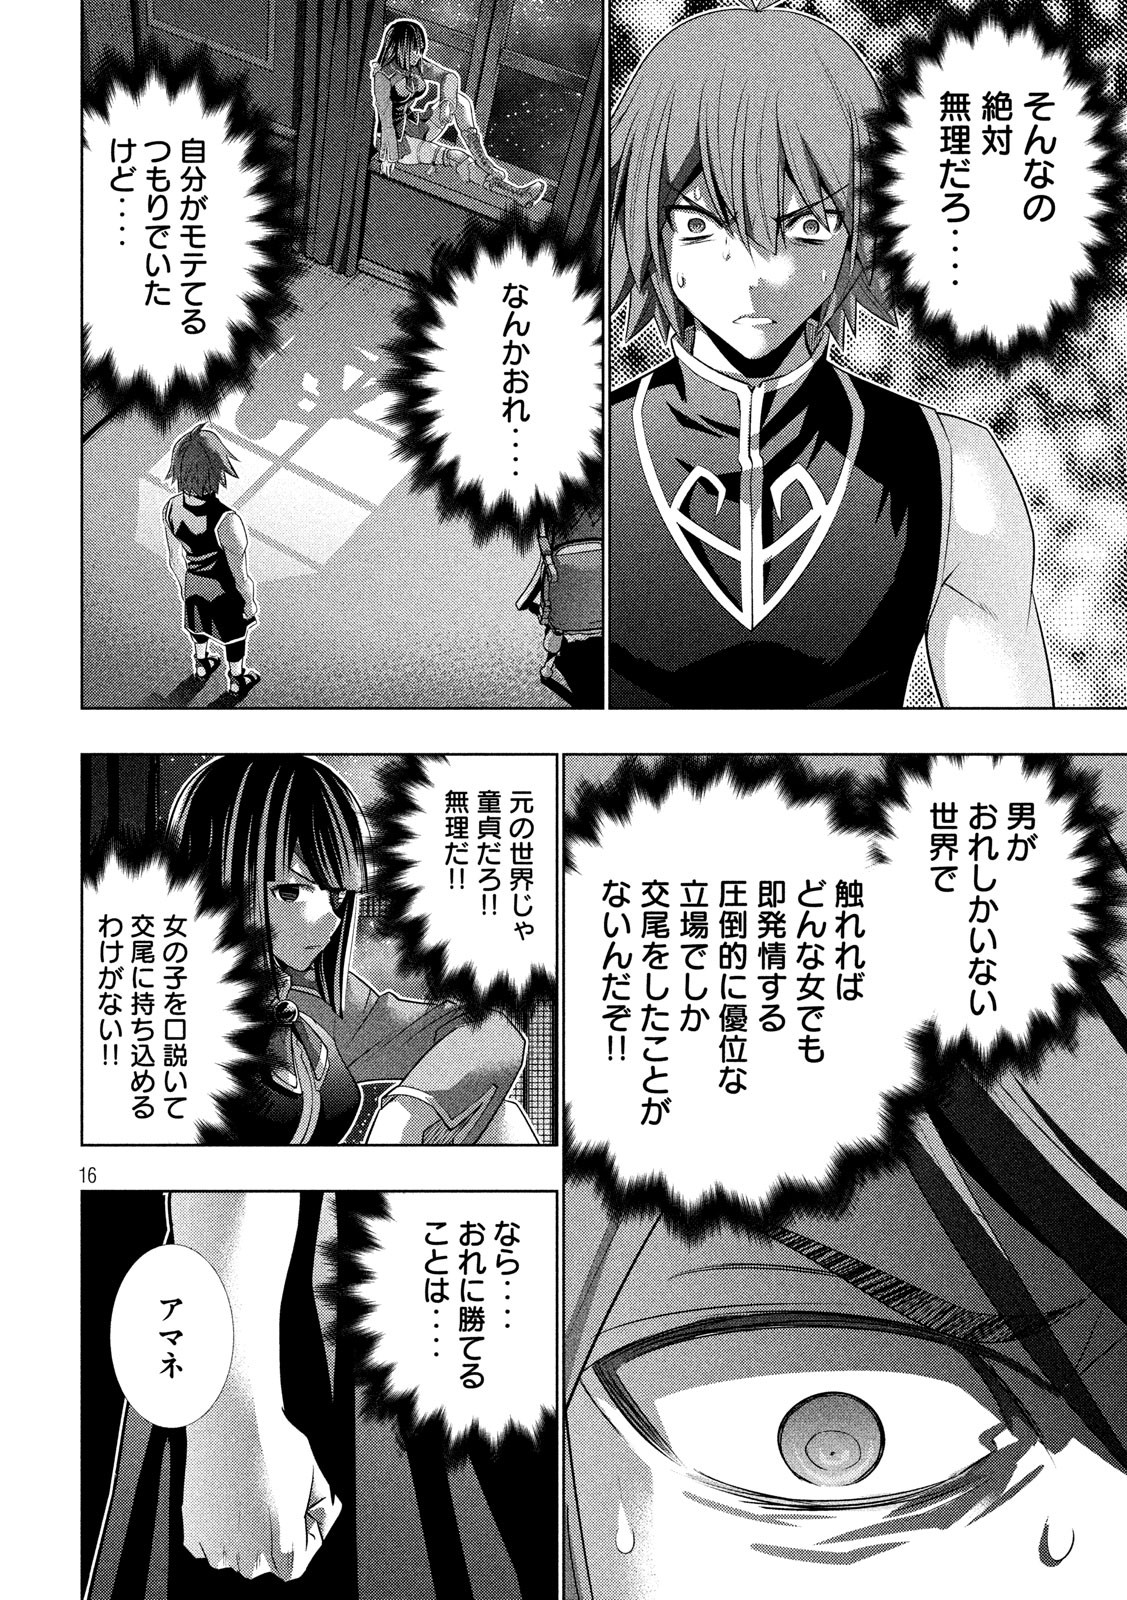 そんなの
絶対
無理だろ・・・・
なんかおれ・・・・
自分がモテてる
つもりでいた
けど・・・・
男が
おれしかいない
世界で
触れれば
どんな女でも
即発情する
圧倒的に優位な
立場でしか
交尾をしたことが
ないんだぞ!!
元の世界じゃ
童貞だろ!!
無理だ!!
女の子を口説いて
交尾に持ち込める
わけがない!!
なら・・・・
おれに勝てる
ことは・・・・
アマネ
16